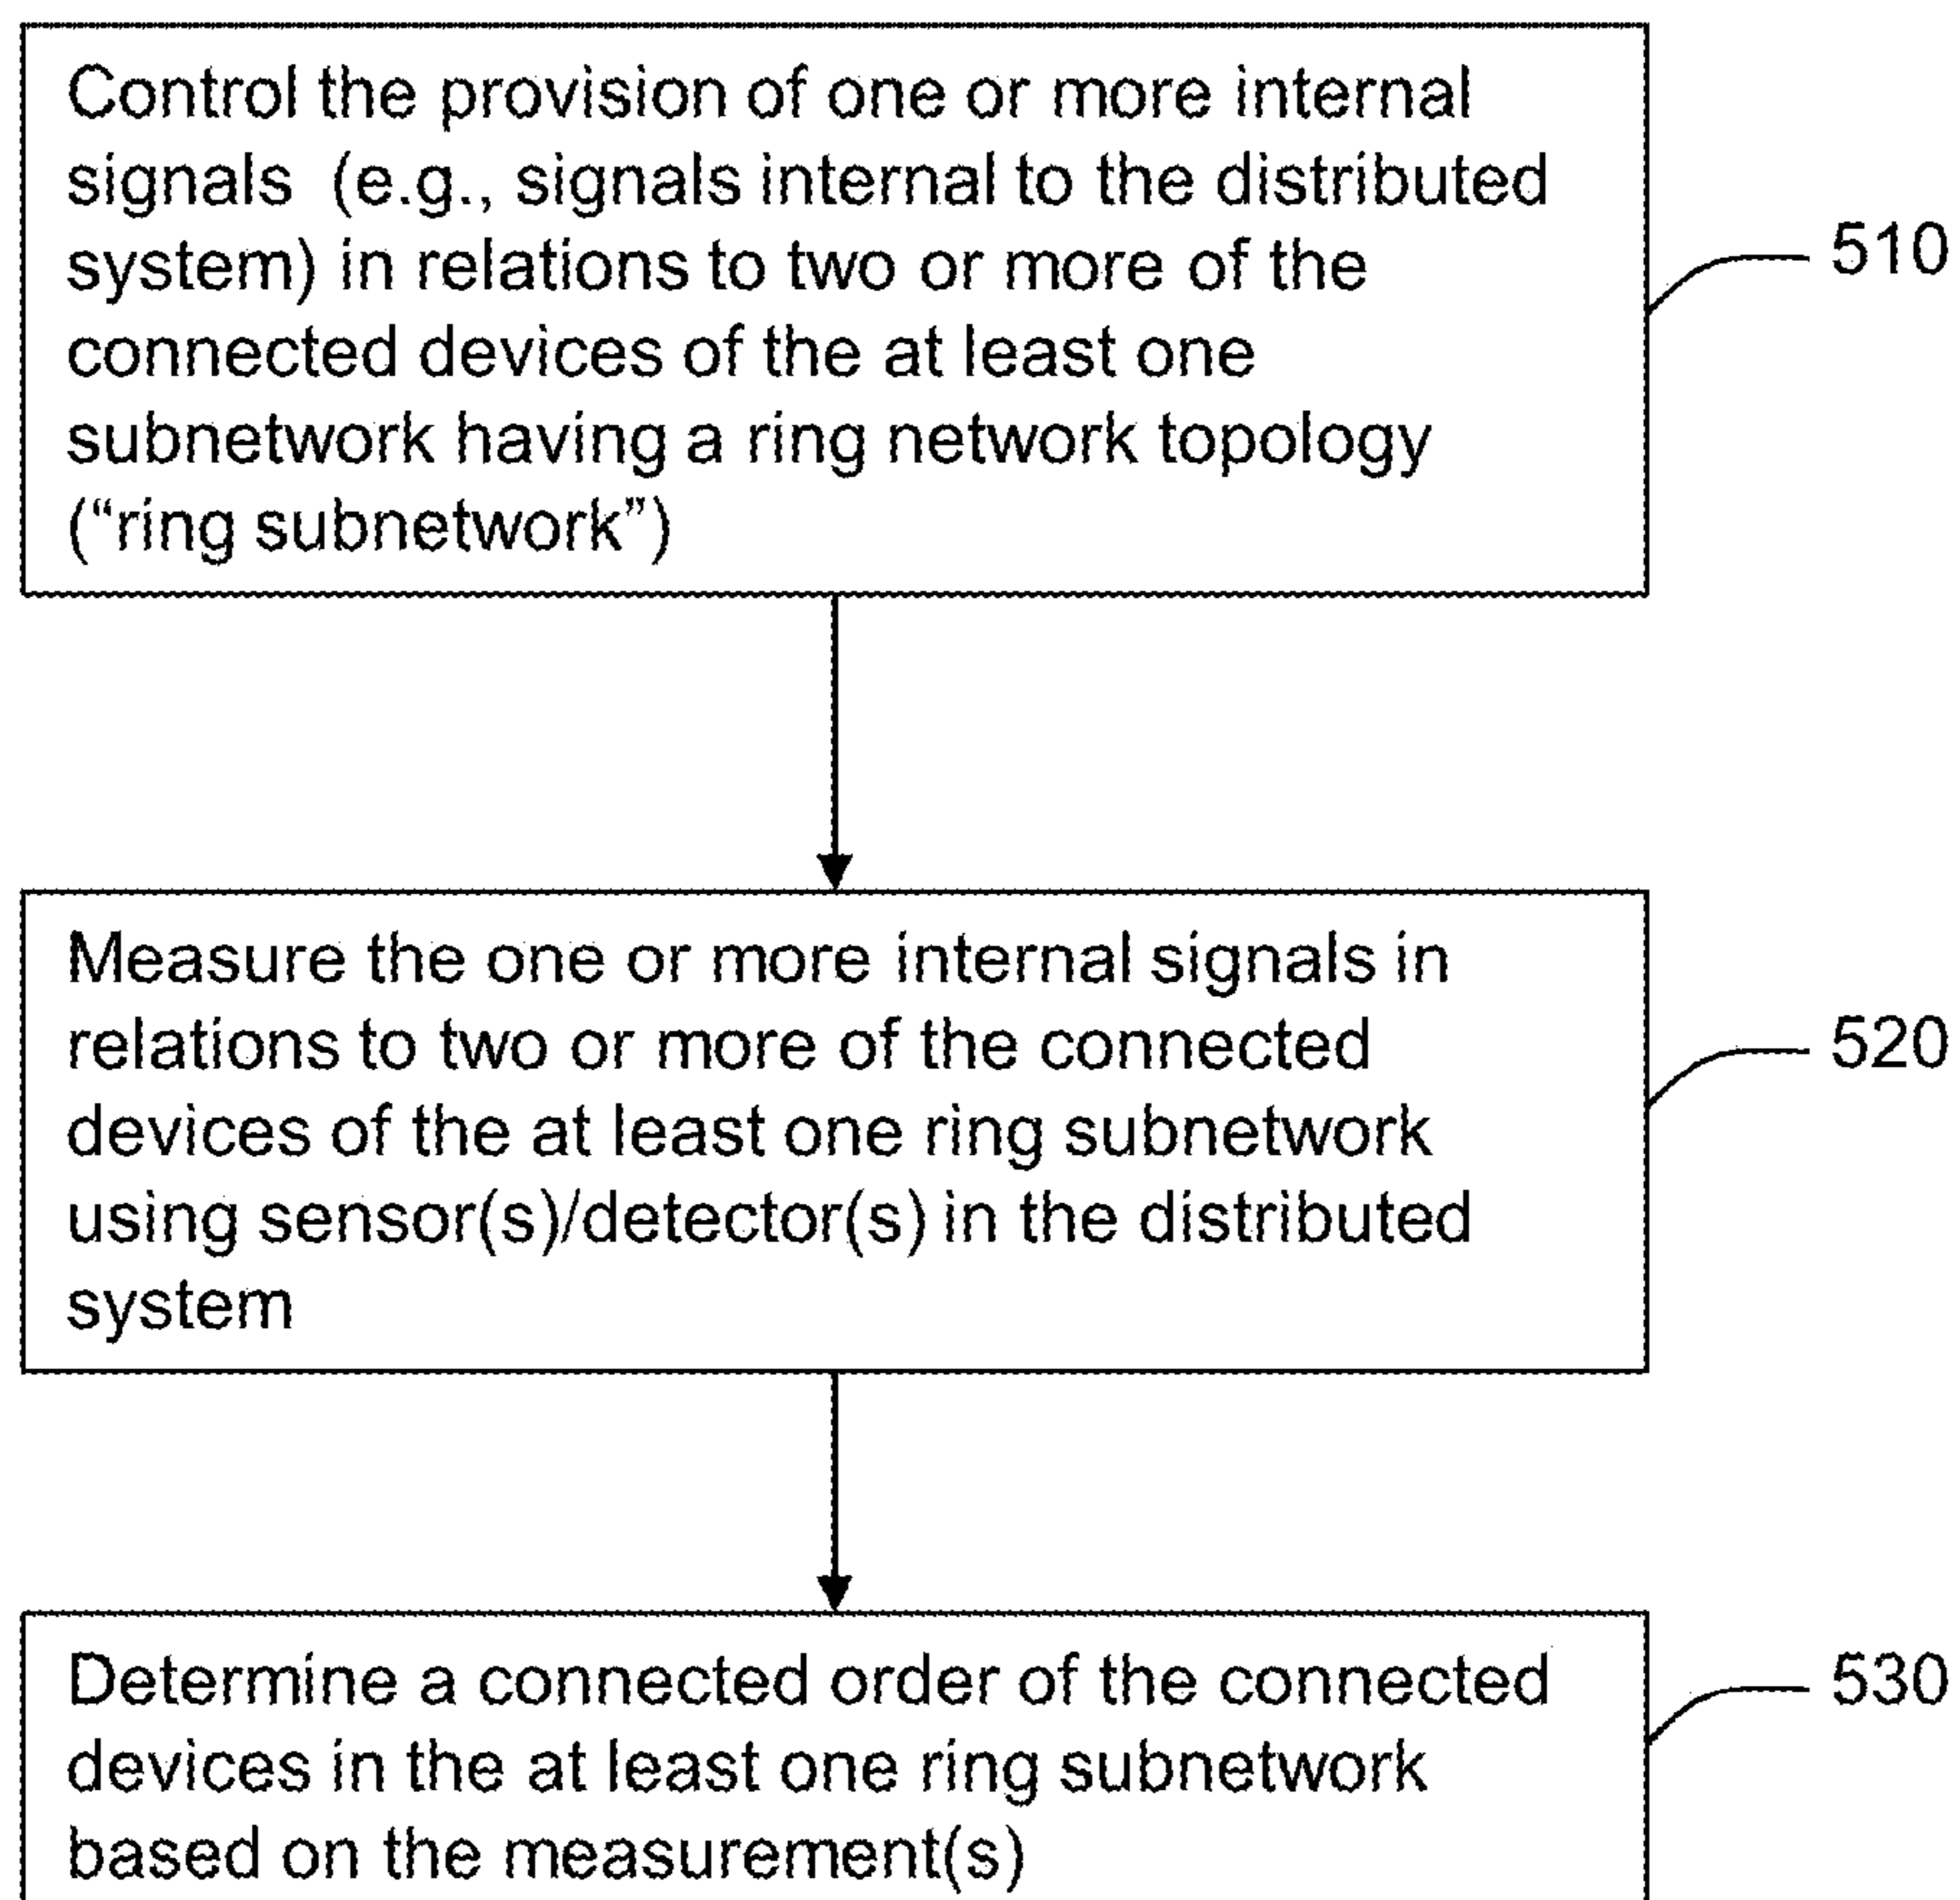 Control the provision of one or more internal
signals (e.g., signals internal to the distributed
system) in relations to two or more of the
connected devices of the at least one
subnetwork having a ring network topology
(“ring subnetwork”)
510
Measure the one or more internal signals in
relations to two or more of the connected
devices of the at least one ring subnetwork
using sensor(s)/detector(s) in the distributed
system
520
Determine a connected order of the connected
devices in the at least one ring subnetwork
based on the measurement(s)
530